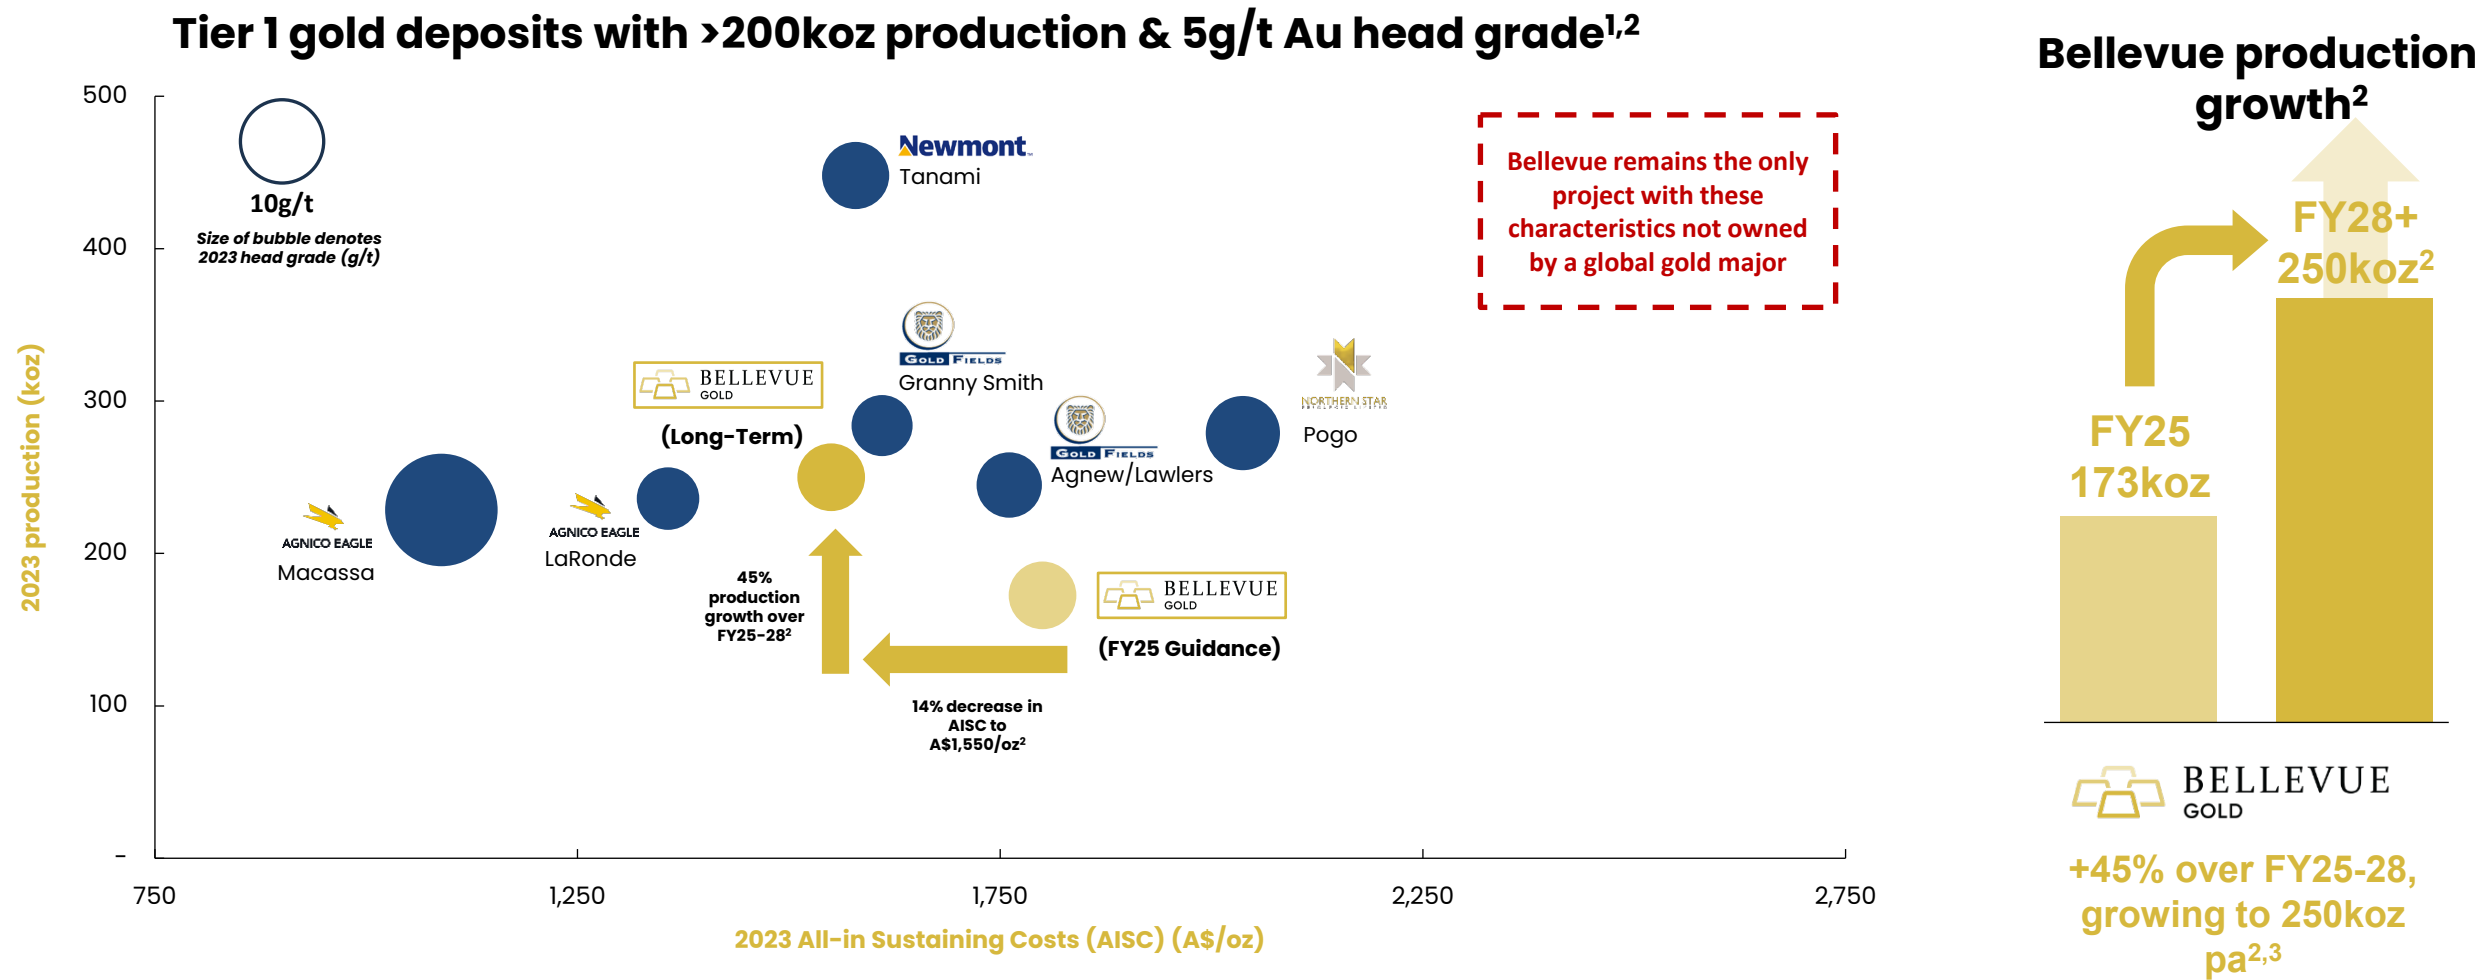 Tier 1 gold deposits with >200koz production & 5g/t Au head grade1,2
500
400
300
200
100
–
2023 production (koz)
750
1,250
1,750
2,250
2,750
2023 All-in Sustaining Costs (AISC) (A$/oz)
10g/t
Size of bubble denotes
2023 head grade (g/t)
Newmont
Tanami
Bellevue remains the only
project with these
characteristics not owned
by a global gold major
GOLD FIELDS
Granny Smith
BELLEVUE
GOLD
(Long-Term)
GOLD FIELDS
Agnew/Lawlers
NORTHERN STAR
Pogo
AGNICO EAGLE
Macassa
AGNICO EAGLE
LaRonde
45%
production
growth over
FY25-28²
BELLEVUE
GOLD
(FY25 Guidance)
14% decrease in
AISC to
A$1,550/oz²
Bellevue production
growth²
FY28+
250koz²
FY25
173koz
BELLEVUE
GOLD
+45% over FY25-28,
growing to 250koz
pa2,3